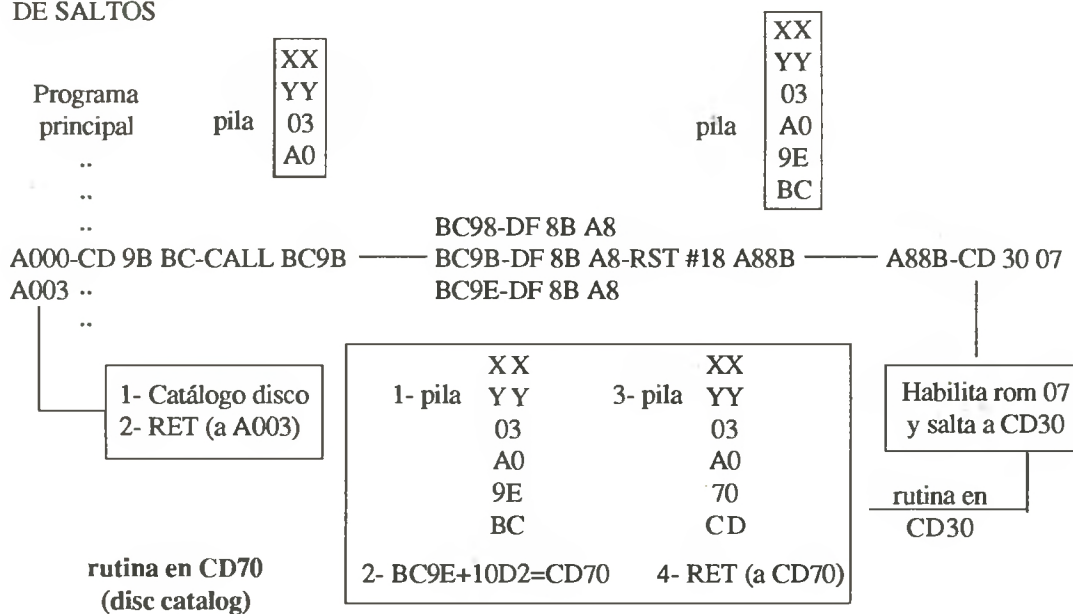 DE SALTOS
XX
YY
03
A0
pila
XX
YY
03
A0
9E
BC
pila
Programa
principal
..
..
..
BC98-DF 8B A8
A000-CD 9B BC-CALL BC9B
BC9B-DF 8B A8-RST #18 A88B
A88B-CD 30 07
A003 ..
BC9E-DF 8B A8
..
1- Catálogo disco
2- RET (a A003)
1- pila
X X
Y Y
03
A0
9E
BC
3- pila
XX
YY
03
A0
70
CD
2- BC9E+10D2=CD70
4- RET (a CD70)
Habilita rom 07
y salta a CD30
rutina en
CD30
rutina en CD70
(disc catalog)